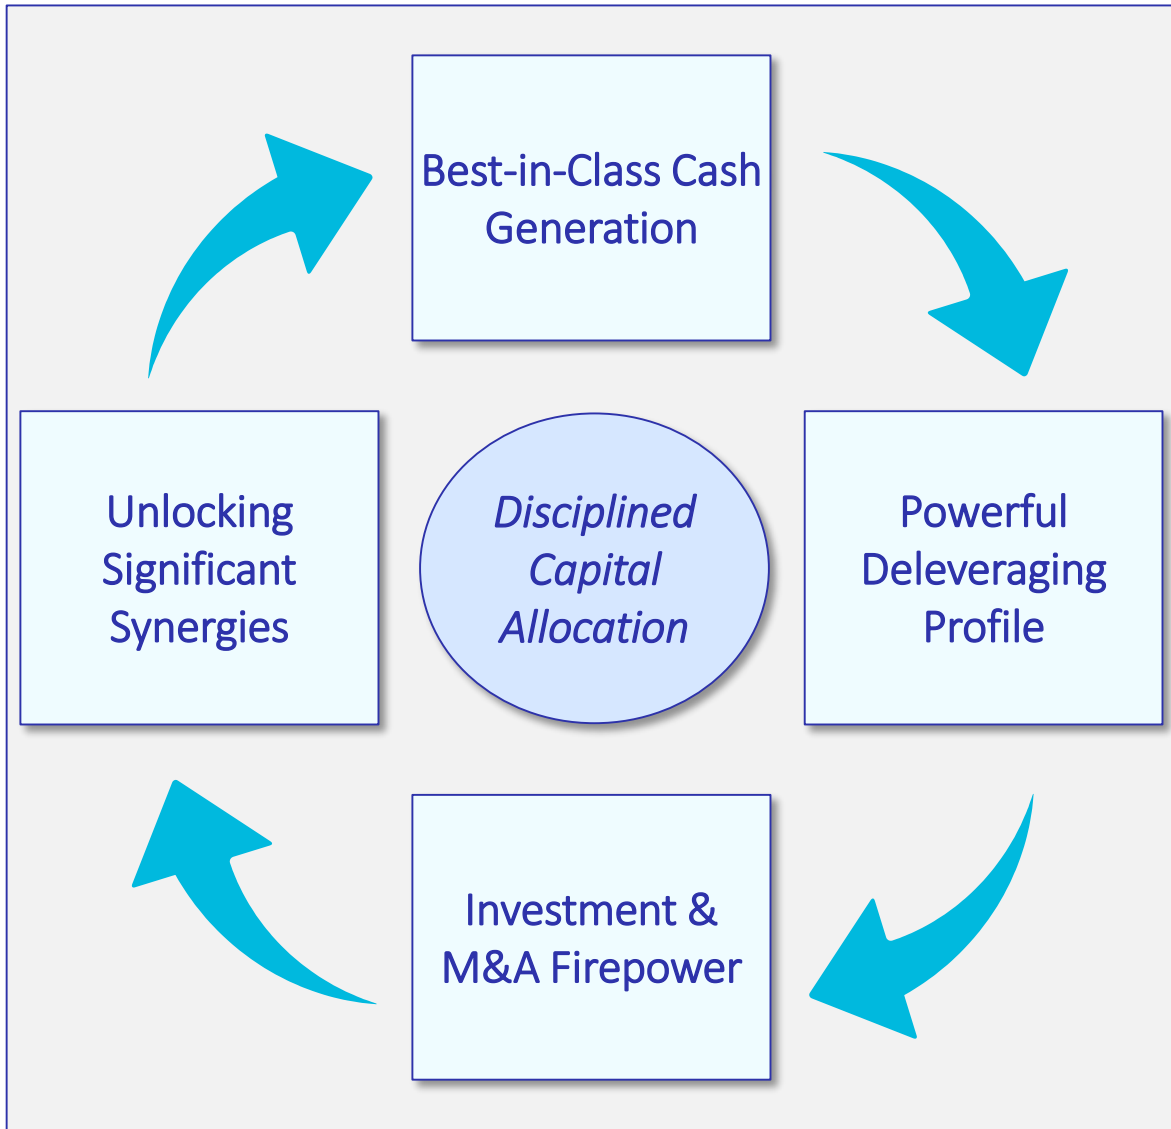 Best-in-Class Cash
Generation
Unlocking
Significant
Synergies
Disciplined
Capital
Allocation
Powerful
Deleveraging
Profile
Investment &
M&A Firepower